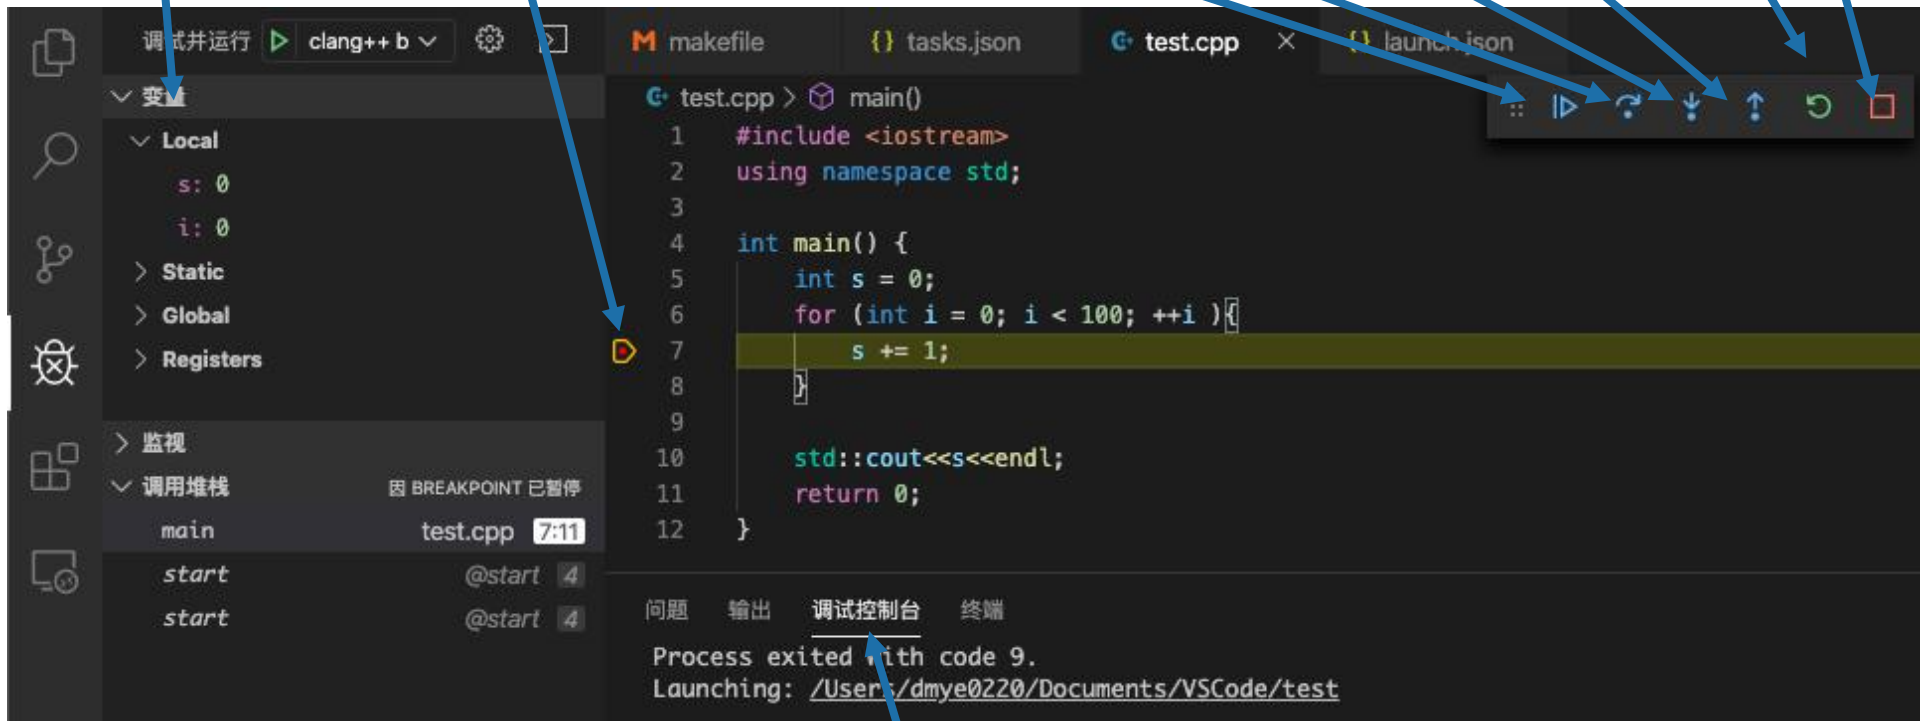 调试并运行 clang++ b
变量
Local
s: 0
i: 0
Static
Global
Registers
监视
调用堆栈 因 BREAKPOINT 已暂停
main test.cpp 7:11
start @start 4
start @start 4
makefile {} tasks.json test.cpp {} launch.json
test.cpp > main()
1 #include <iostream>
2 using namespace std;
3
4 int main() {
5 int s = 0;
6 for (int i = 0; i < 100; ++i ){
7 s += 1;
8 }
9
10 std::cout<<s<<endl;
11 return 0;
12 }
问题 输出 调试控制台 终端
Process exited with code 9.
Launching: /Users/dmye0220/Documents/VSCode/test